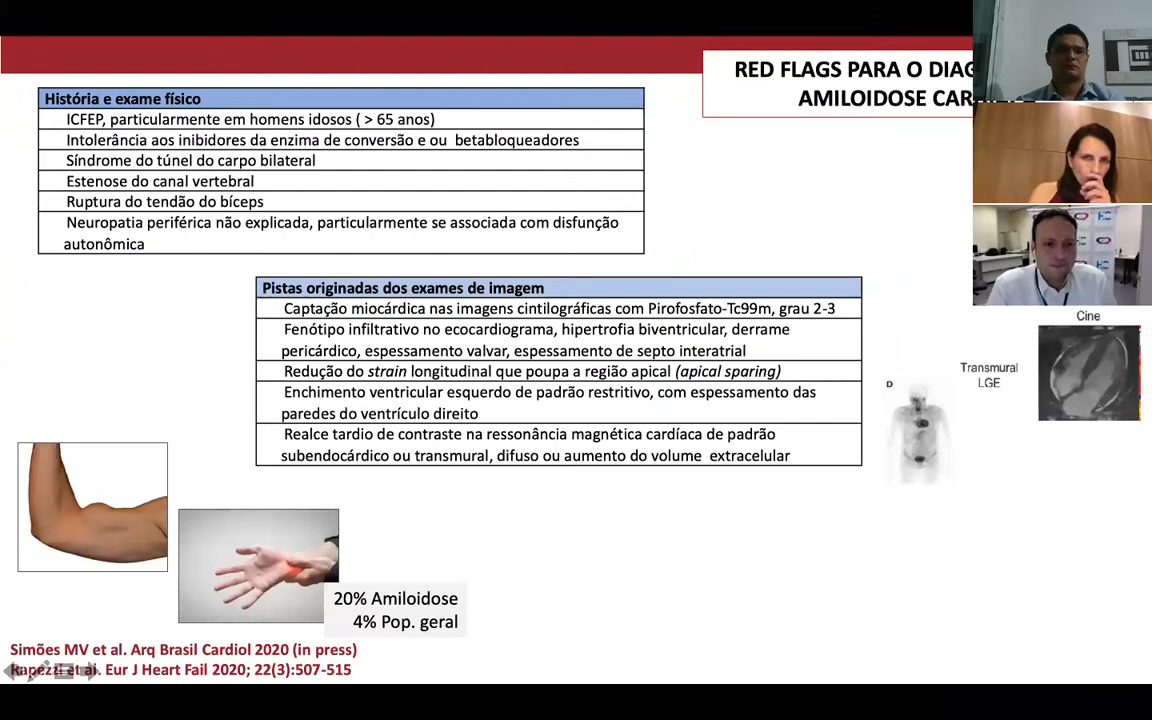 RED FLAGS PARA O
AMILOIDOSE
História e exame físico
ICFEP, particularmente em homens idosos ( > 65 anos)
Intolerância aos inibidores da enzima de conversão e ou betabloqueadores
Síndrome do túnel do carpo bilateral
Estenose do canal vertebral
Ruptura do tendão do bíceps
Neuropatia periférica não explicada, particularmente se associada com disfunção
autonômica
Pistas originadas dos exames de imagem
Captação miocárdica nas imagens cintilográficas com Pirofosfato-Tc99m, grau 2-3
Fenótipo infiltrativo no ecocardiograma, hipertrofia biventricular, derrame
pericárdico, espessamento valvar, espessamento de septo interatrial
Redução do strain longitudinal que poupa a região apical (apical sparing)
Enchimento ventricular esquerdo de padrão restritivo, com espessamento das
paredes do ventrículo direito
Realce tardio de contraste na ressonância magnética cardíaca de padrão
subendocárdico ou transmural, difuso ou aumento do volume extracelular
Cine
Transmural
LGE
D
20% Amiloidose
4% Pop. geral
Simões MV et al. Arq Brasil Cardiol 2020 (in press)
Rapezzi et al. Eur J Heart Fail 2020; 22(3):507-515